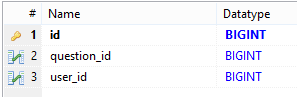 # Name Datatype
1 id BIGINT
2 question_id BIGINT
3 user_id BIGINT